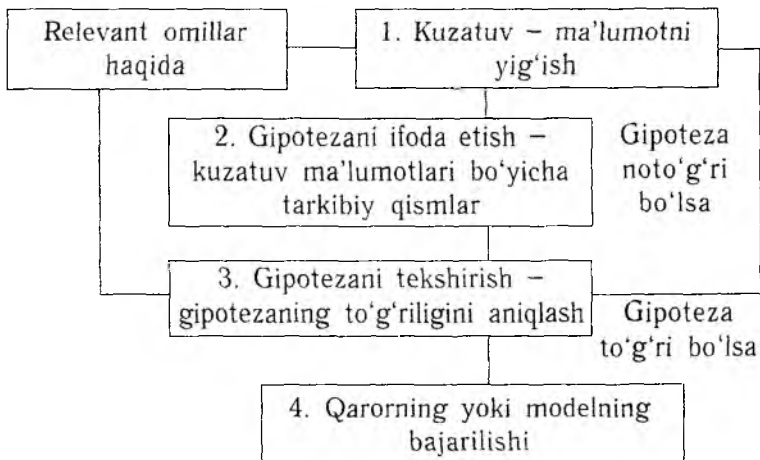 Relevant omillar
haqida
1. Kuzatuv – ma’lumotni
yig‘ish
2. Gipotezani ifoda etish –
kuzatuv ma’lumotlari bo‘yicha
tarkibiy qismlar
Gipoteza
noto‘g‘ri
bo‘lsa
3. Gipotezani tekshirish –
gipotezaning to‘g‘riligini aniqlash
Gipoteza
to‘g‘ri bo‘lsa
4. Qarorning yoki modelning
bajarilishi